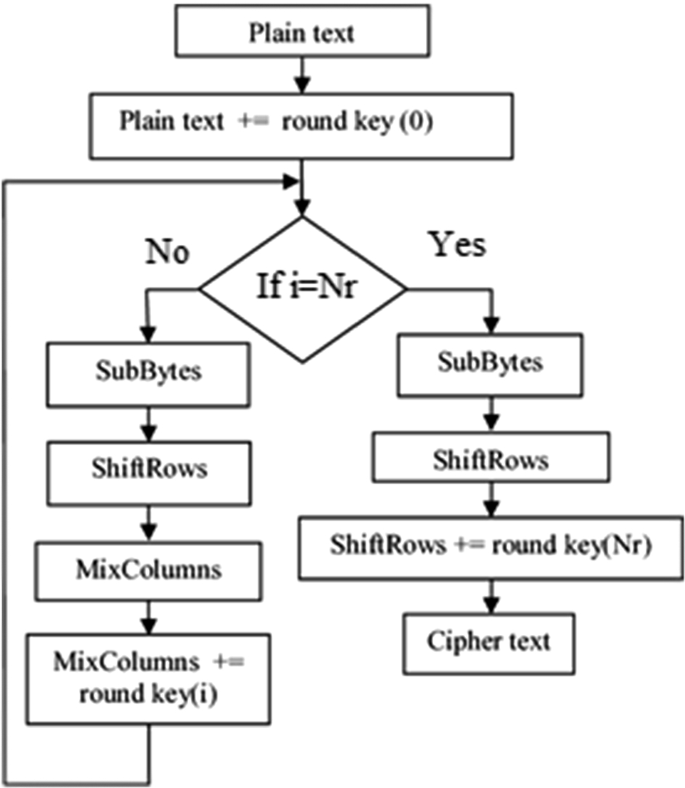 Plain text
Plain text += round key (0)
No
Yes
If i=Nr
SubBytes
ShiftRows
MixColumns
MixColumns +=
round key(i)
SubBytes
ShiftRows
ShiftRows += round key(Nr)
Cipher text